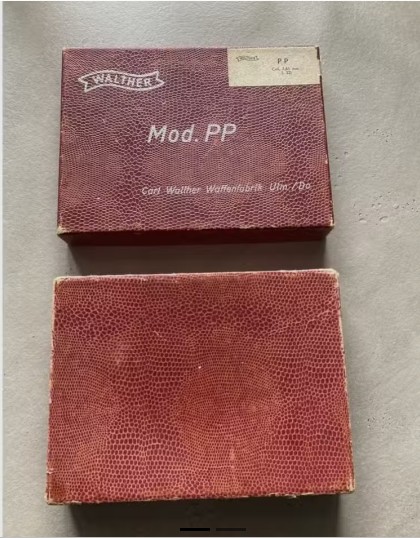 WALTHER
PP
Mod. PP
Carl Walther Waffenfabrik Ulm/Do